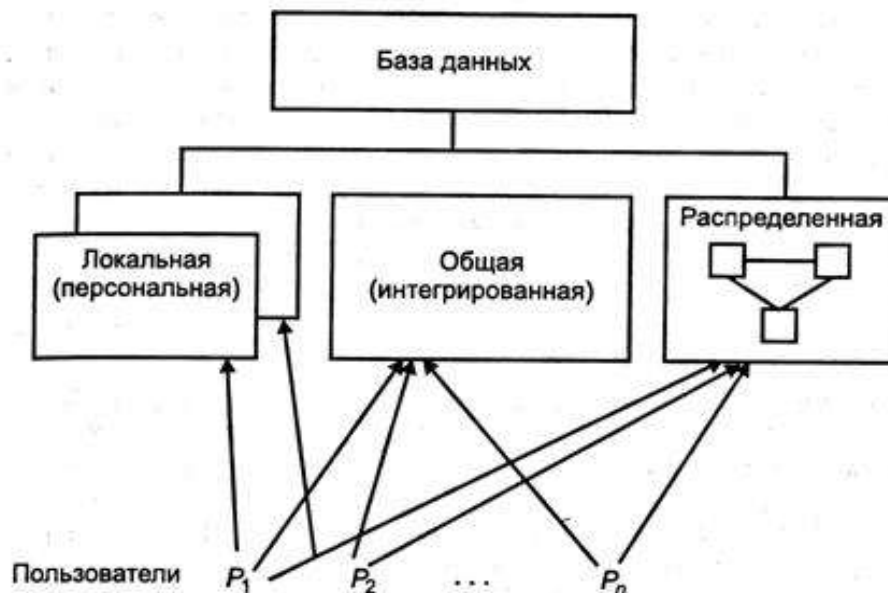 База данных
Локальная
(персональная)
Общая
(интегрированная)
Распределенная
Пользователи P₁ P₂ . . . Pₙ